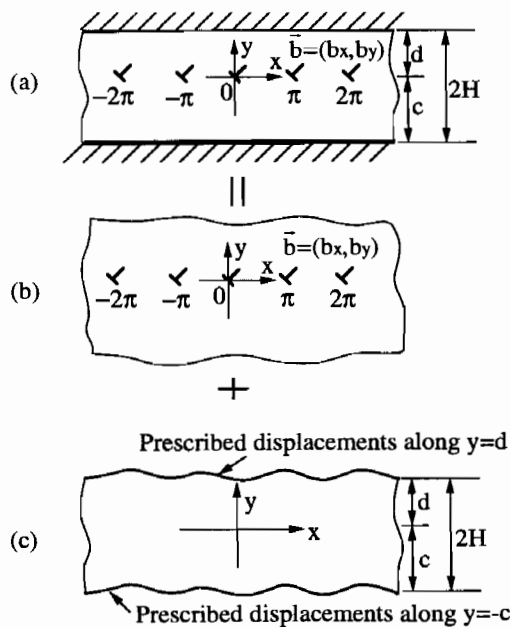 (a)
y
b⃗=(bx,by)
d
x
−2π −π 0 π 2π
c
2H
||
(b)
y
b⃗=(bx,by)
x
−2π −π 0 π 2π
+
Prescribed displacements along y=d
(c)
y
d
x
2H
c
Prescribed displacements along y=-c